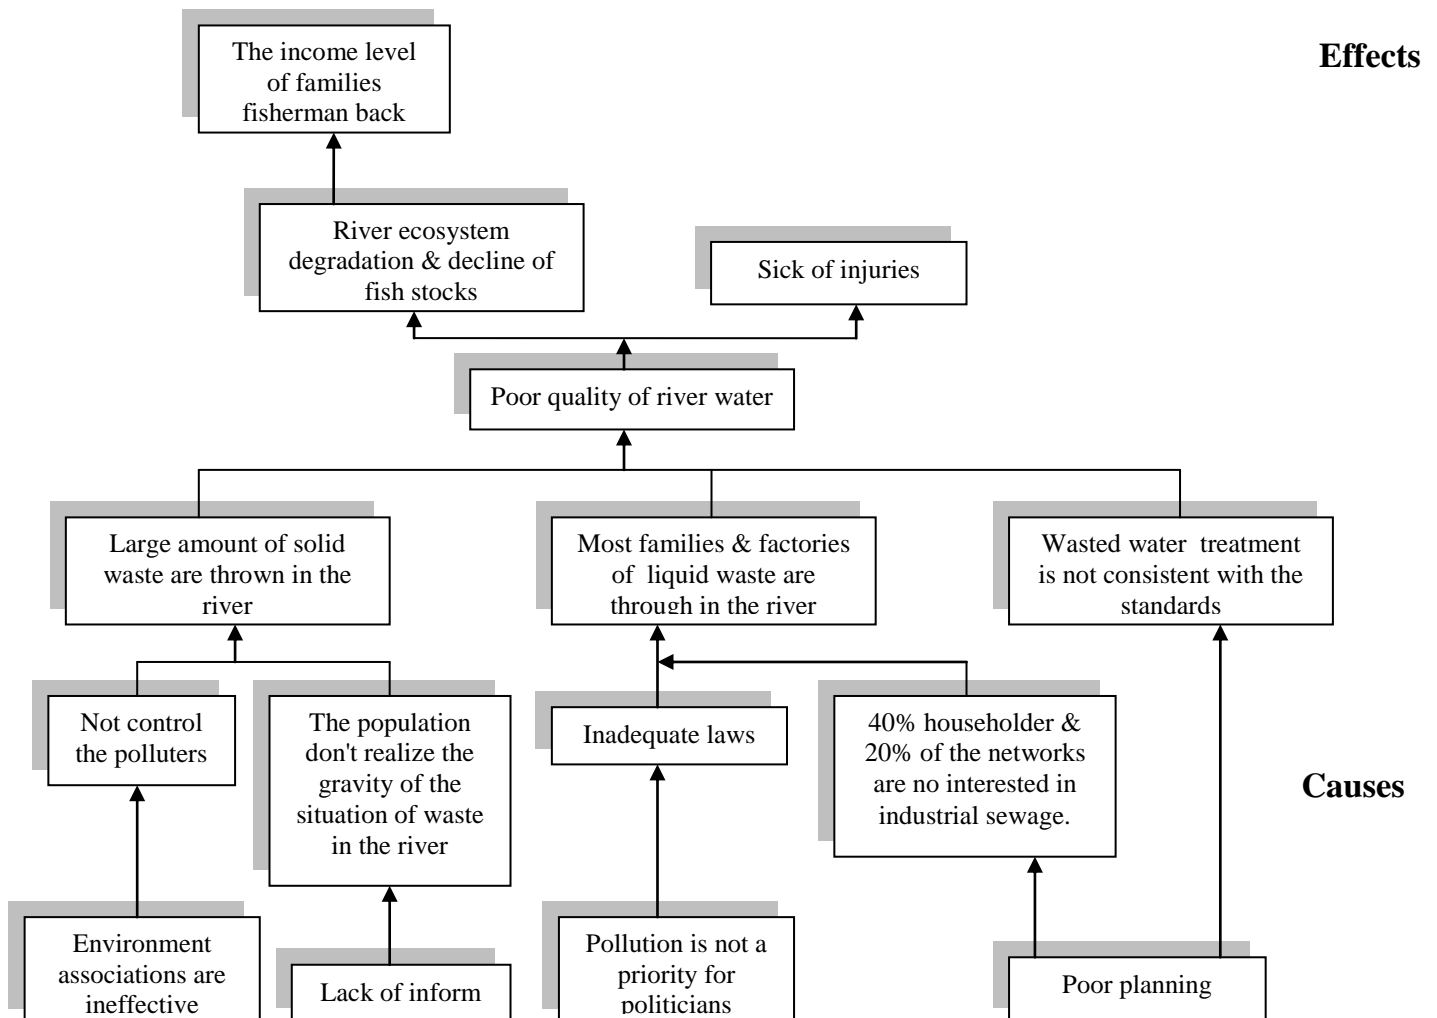 The income level
of families
fisherman back
Effects
River ecosystem
degradation & decline of
fish stocks
Sick of injuries
Poor quality of river water
Large amount of solid
waste are thrown in the
river
Most families & factories
of liquid waste are
through in the river
Wasted water treatment
is not consistent with the
standards
Not control
the polluters
The population
don't realize the
gravity of the
situation of waste
in the river
Inadequate laws
40% householder &
20% of the networks
are no interested in
industrial sewage.
Causes
Environment
associations are
ineffective
Lack of inform
Pollution is not a
priority for
politicians
Poor planning